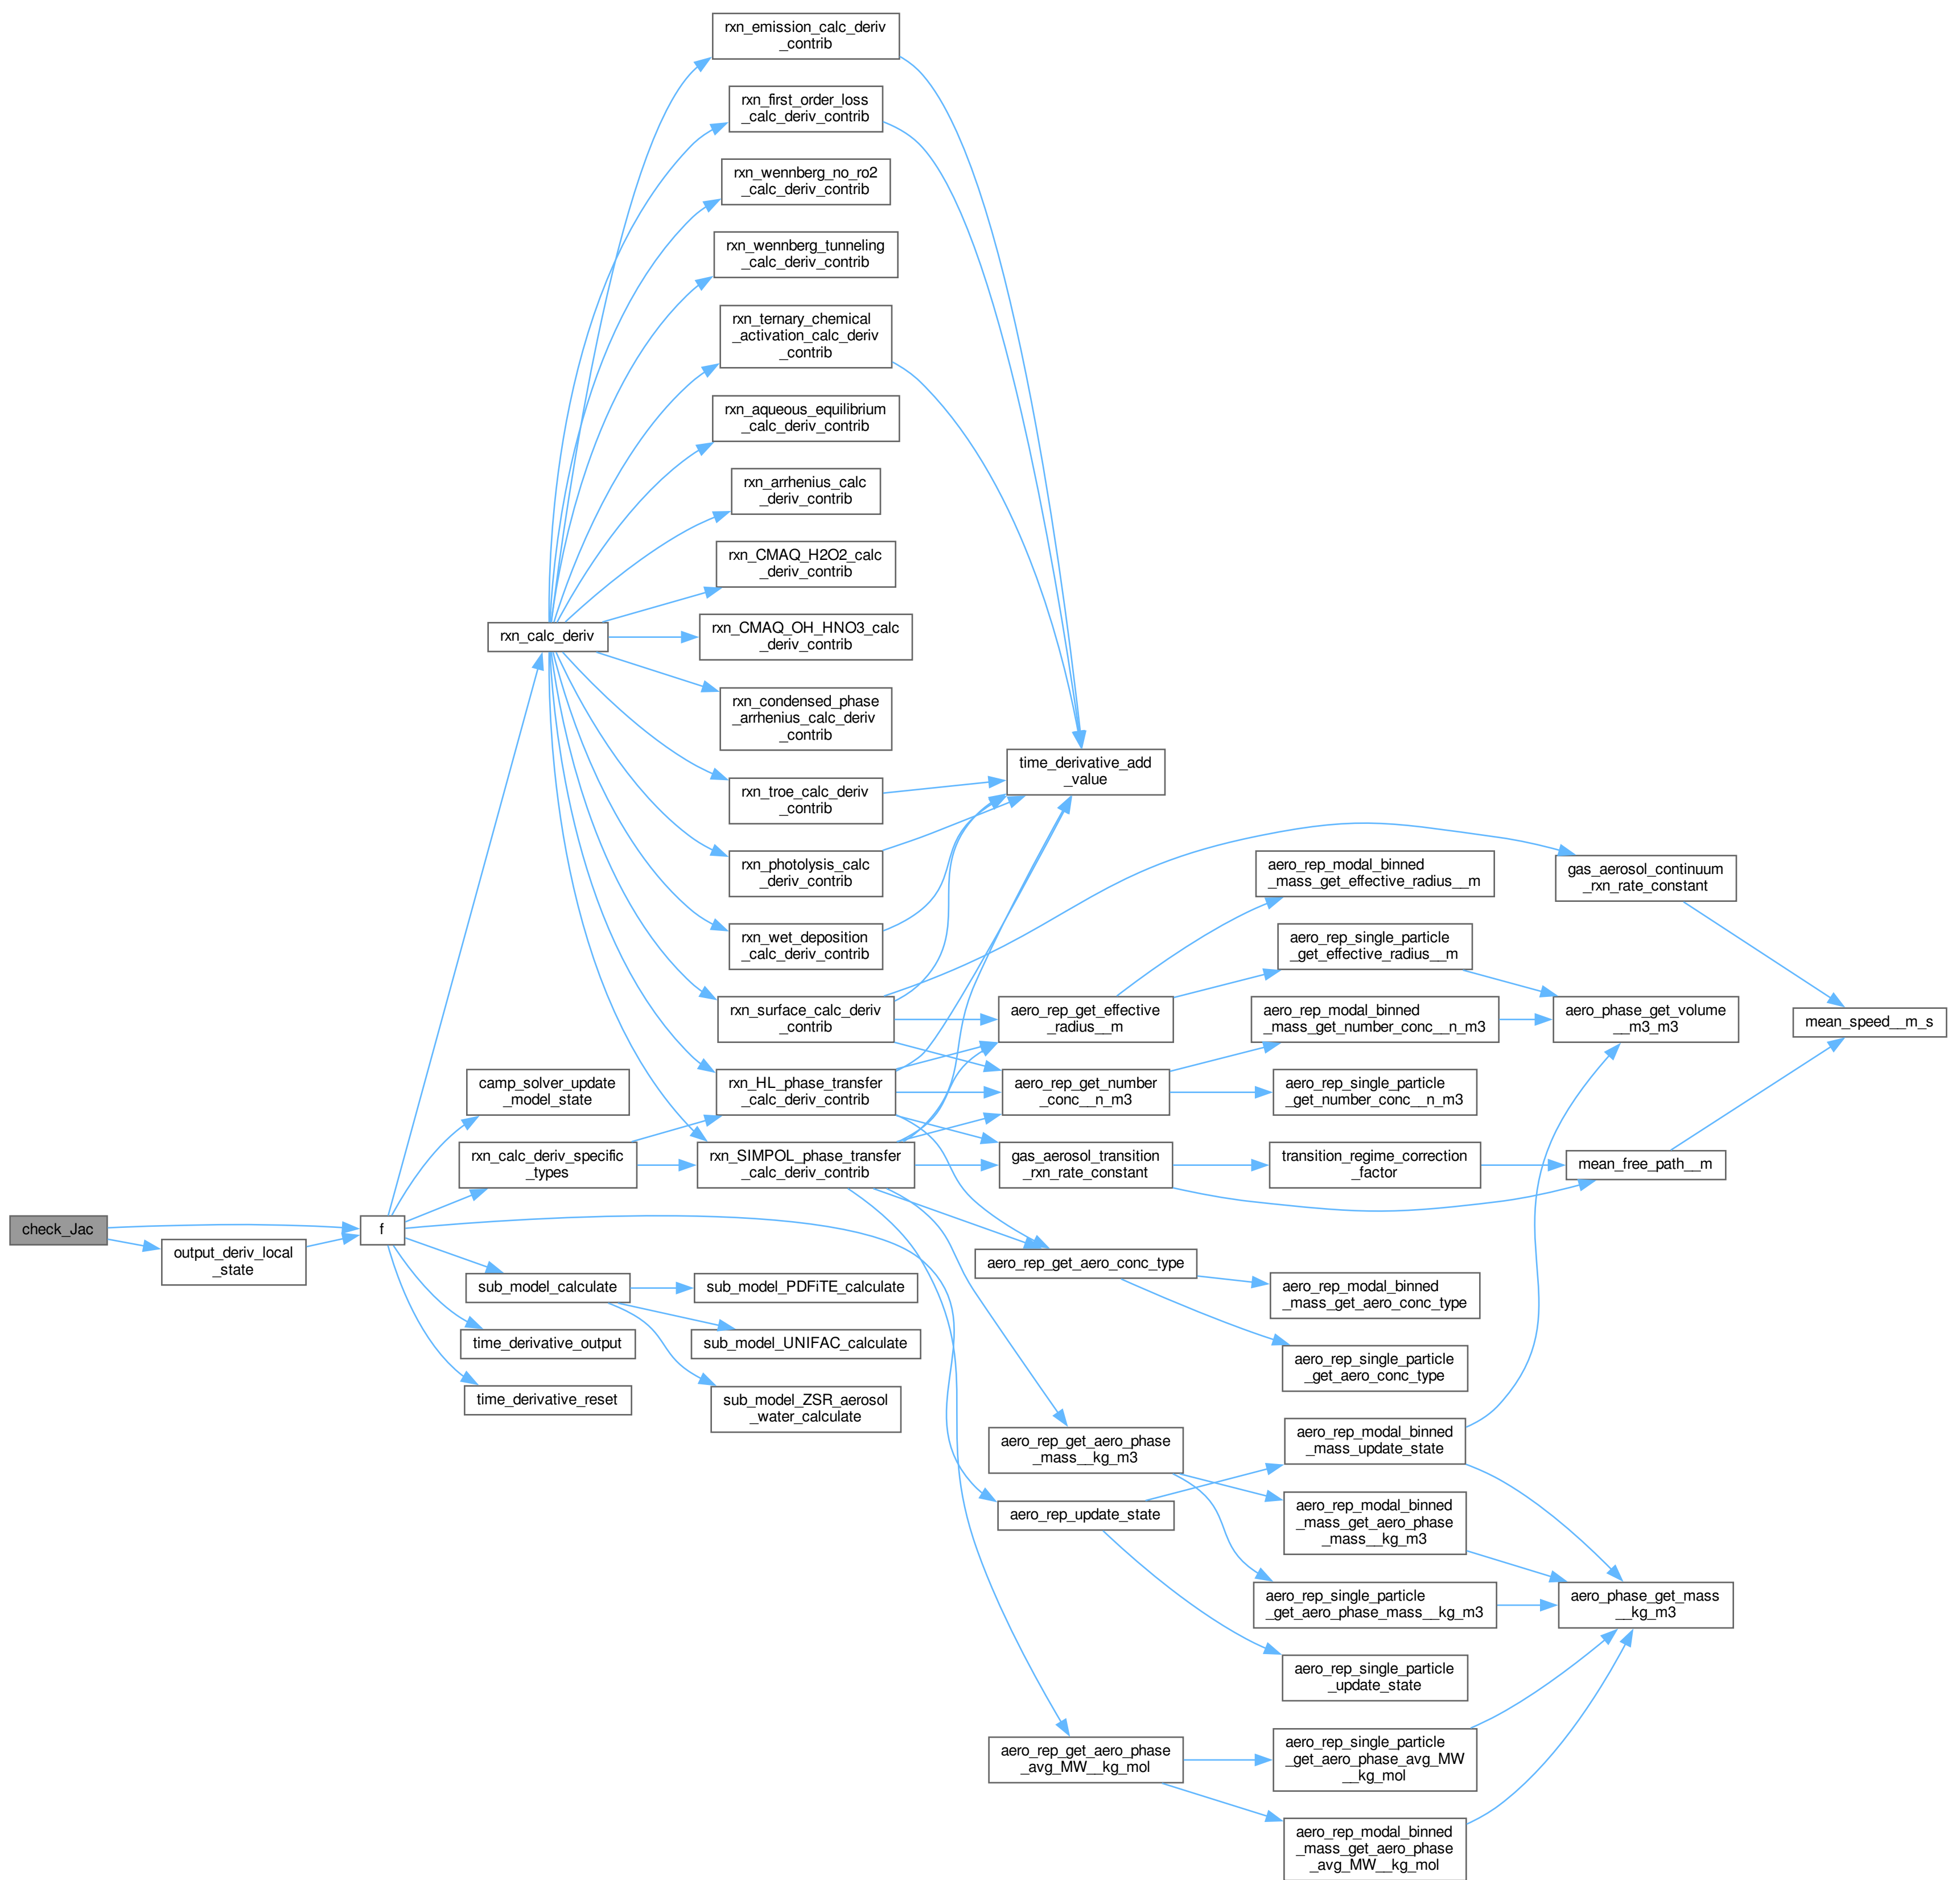 check_Jac
output_deriv_local
_state
f
rxn_calc_deriv
camp_solver_update
_model_state
rxn_calc_deriv_specific
_types
sub_model_calculate
time_derivative_output
time_derivative_reset
rxn_emission_calc_deriv
_contrib
rxn_first_order_loss
_calc_deriv_contrib
rxn_wennberg_no_ro2
_calc_deriv_contrib
rxn_wennberg_tunneling
_calc_deriv_contrib
rxn_ternary_chemical
_activation_calc_deriv
_contrib
rxn_aqueous_equilibrium
_calc_deriv_contrib
rxn_arrhenius_calc
_deriv_contrib
rxn_CMAQ_H2O2_calc
_deriv_contrib
rxn_CMAQ_OH_HNO3_calc
_deriv_contrib
rxn_condensed_phase
_arrhenius_calc_deriv
_contrib
rxn_troe_calc_deriv
_contrib
rxn_photolysis_calc
_deriv_contrib
rxn_wet_deposition
_calc_deriv_contrib
rxn_surface_calc_deriv
_contrib
rxn_HL_phase_transfer
_calc_deriv_contrib
rxn_SIMPOL_phase_transfer
_calc_deriv_contrib
sub_model_PDFiTE_calculate
sub_model_UNIFAC_calculate
sub_model_ZSR_aerosol
_water_calculate
time_derivative_add
_value
aero_rep_get_effective
_radius__m
aero_rep_get_number
_conc__n_m3
gas_aerosol_transition
_rxn_rate_constant
aero_rep_get_aero_conc_type
aero_rep_get_aero_phase
_mass__kg_m3
aero_rep_update_state
aero_rep_get_aero_phase
_avg_MW__kg_mol
aero_rep_modal_binned
_mass_get_effective_radius__m
aero_rep_single_particle
_get_effective_radius__m
aero_rep_modal_binned
_mass_get_number_conc__n_m3
aero_rep_single_particle
_get_number_conc__n_m3
transition_regime_correction
_factor
aero_rep_modal_binned
_mass_get_aero_conc_type
aero_rep_single_particle
_get_aero_conc_type
aero_rep_modal_binned
_mass_update_state
aero_rep_modal_binned
_mass_get_aero_phase
_mass__kg_m3
aero_rep_single_particle
_get_aero_phase_mass__kg_m3
aero_rep_single_particle
_update_state
aero_rep_single_particle
_get_aero_phase_avg_MW
__kg_mol
aero_rep_modal_binned
_mass_get_aero_phase
_avg_MW__kg_mol
gas_aerosol_continuum
_rxn_rate_constant
aero_phase_get_volume
__m3_m3
mean_free_path__m
aero_phase_get_mass
__kg_m3
mean_speed__m_s